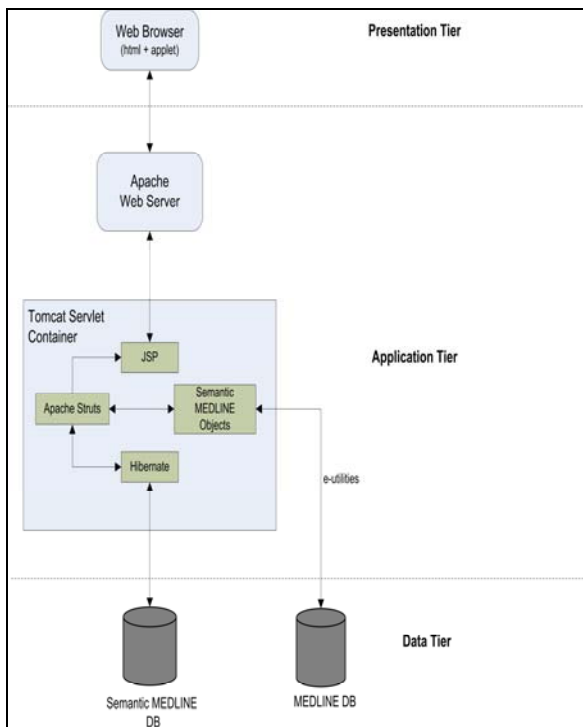 Web Browser
(html + applet)
Presentation Tier
Apache
Web Server
Tomcat Servlet
Container
JSP
Application Tier
Apache Struts
Semantic
MEDLINE
Objects
Hibernate
e-utilities
Data Tier
Semantic MEDLINE
DB
MEDLINE DB